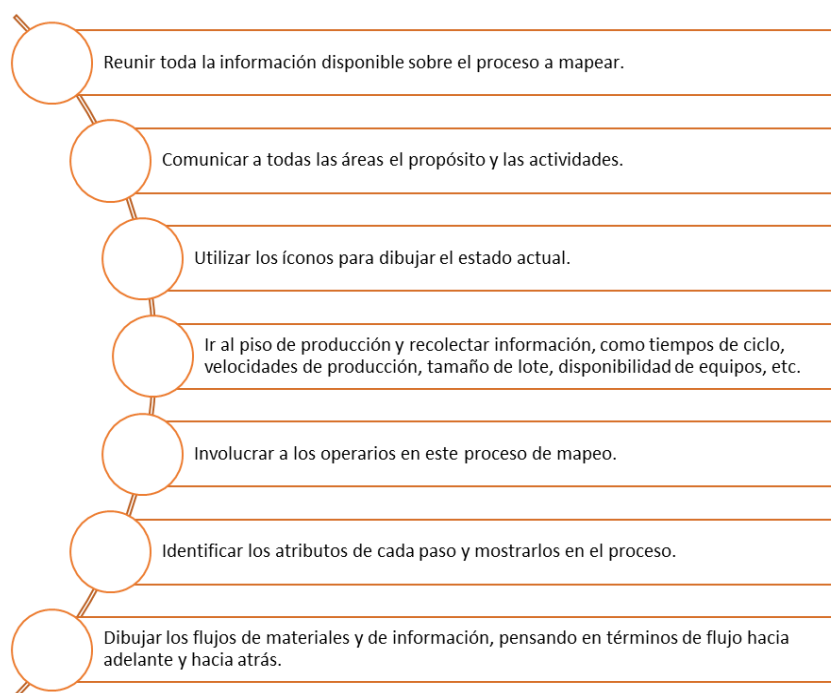 Reunir toda la información disponible sobre el proceso a mapear.
Comunicar a todas las áreas el propósito y las actividades.
Utilizar los íconos para dibujar el estado actual.
Ir al piso de producción y recolectar información, como tiempos de ciclo,
velocidades de producción, tamaño de lote, disponibilidad de equipos, etc.
Involucrar a los operarios en este proceso de mapeo.
Identificar los atributos de cada paso y mostrarlos en el proceso.
Dibujar los flujos de materiales y de información, pensando en términos de flujo hacia
adelante y hacia atrás.